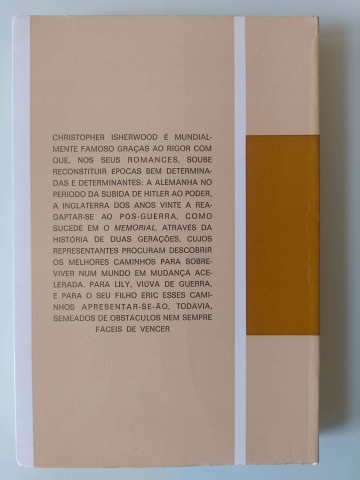 CHRISTOPHER ISHERWOOD É MUNDIAL-
MENTE FAMOSO GRAÇAS AO RIGOR COM
QUE, NOS SEUS ROMANCES, SOUBE
RECONSTITUIR ÉPOCAS BEM DETERMINA-
DAS E DETERMINANTES: A ALEMANHA NO
PERÍODO DA SUBIDA DE HITLER AO PODER,
A INGLATERRA DOS ANOS VINTE A REA-
DAPTAR-SE AO PÓS-GUERRA, COMO
SUCEDE EM O MEMORIAL, ATRAVÉS DA
HISTÓRIA DE DUAS GERAÇÕES, CUJOS
REPRESENTANTES PROCURAM DESCOBRIR
OS MELHORES CAMINHOS PARA SOBRE-
VIVER NUM MUNDO EM MUDANÇA ACE-
LERADA. PARA LILY, VIÚVA DE GUERRA,
E PARA O SEU FILHO ERIC ESSES CAMI-
NHOS APRESENTAR-SE-ÃO, TODAVIA,
SEMEADOS DE OBSTÁCULOS NEM SEMPRE
FÁCEIS DE VENCER